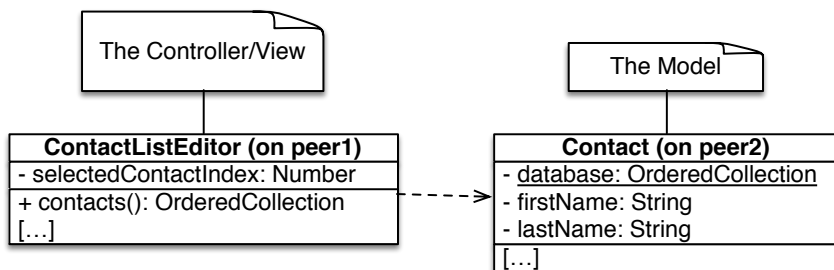 The Controller/View
The Model
ContactListEditor (on peer1)
- selectedContactIndex: Number
+ contacts(): OrderedCollection
[...]
Contact (on peer2)
- database: OrderedCollection
- firstName: String
- lastName: String
[...]